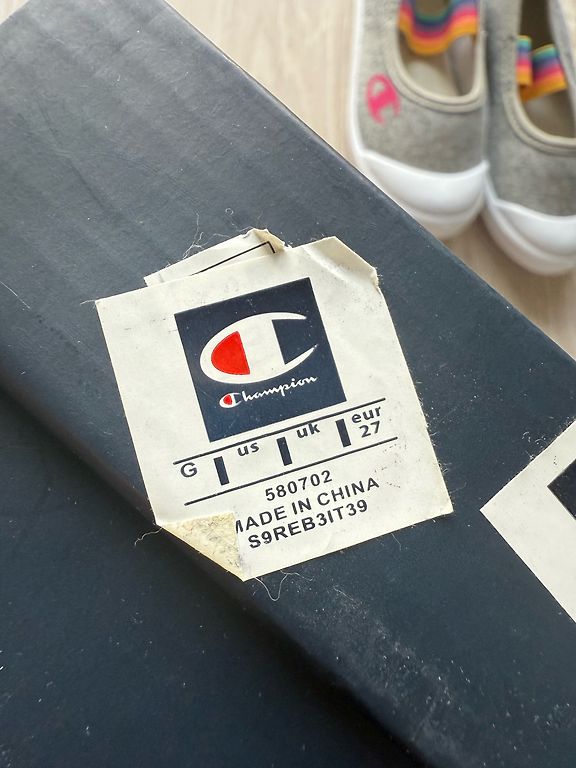 Champion
G us uk eur
27
580702
MADE IN CHINA
S9REB3IT39